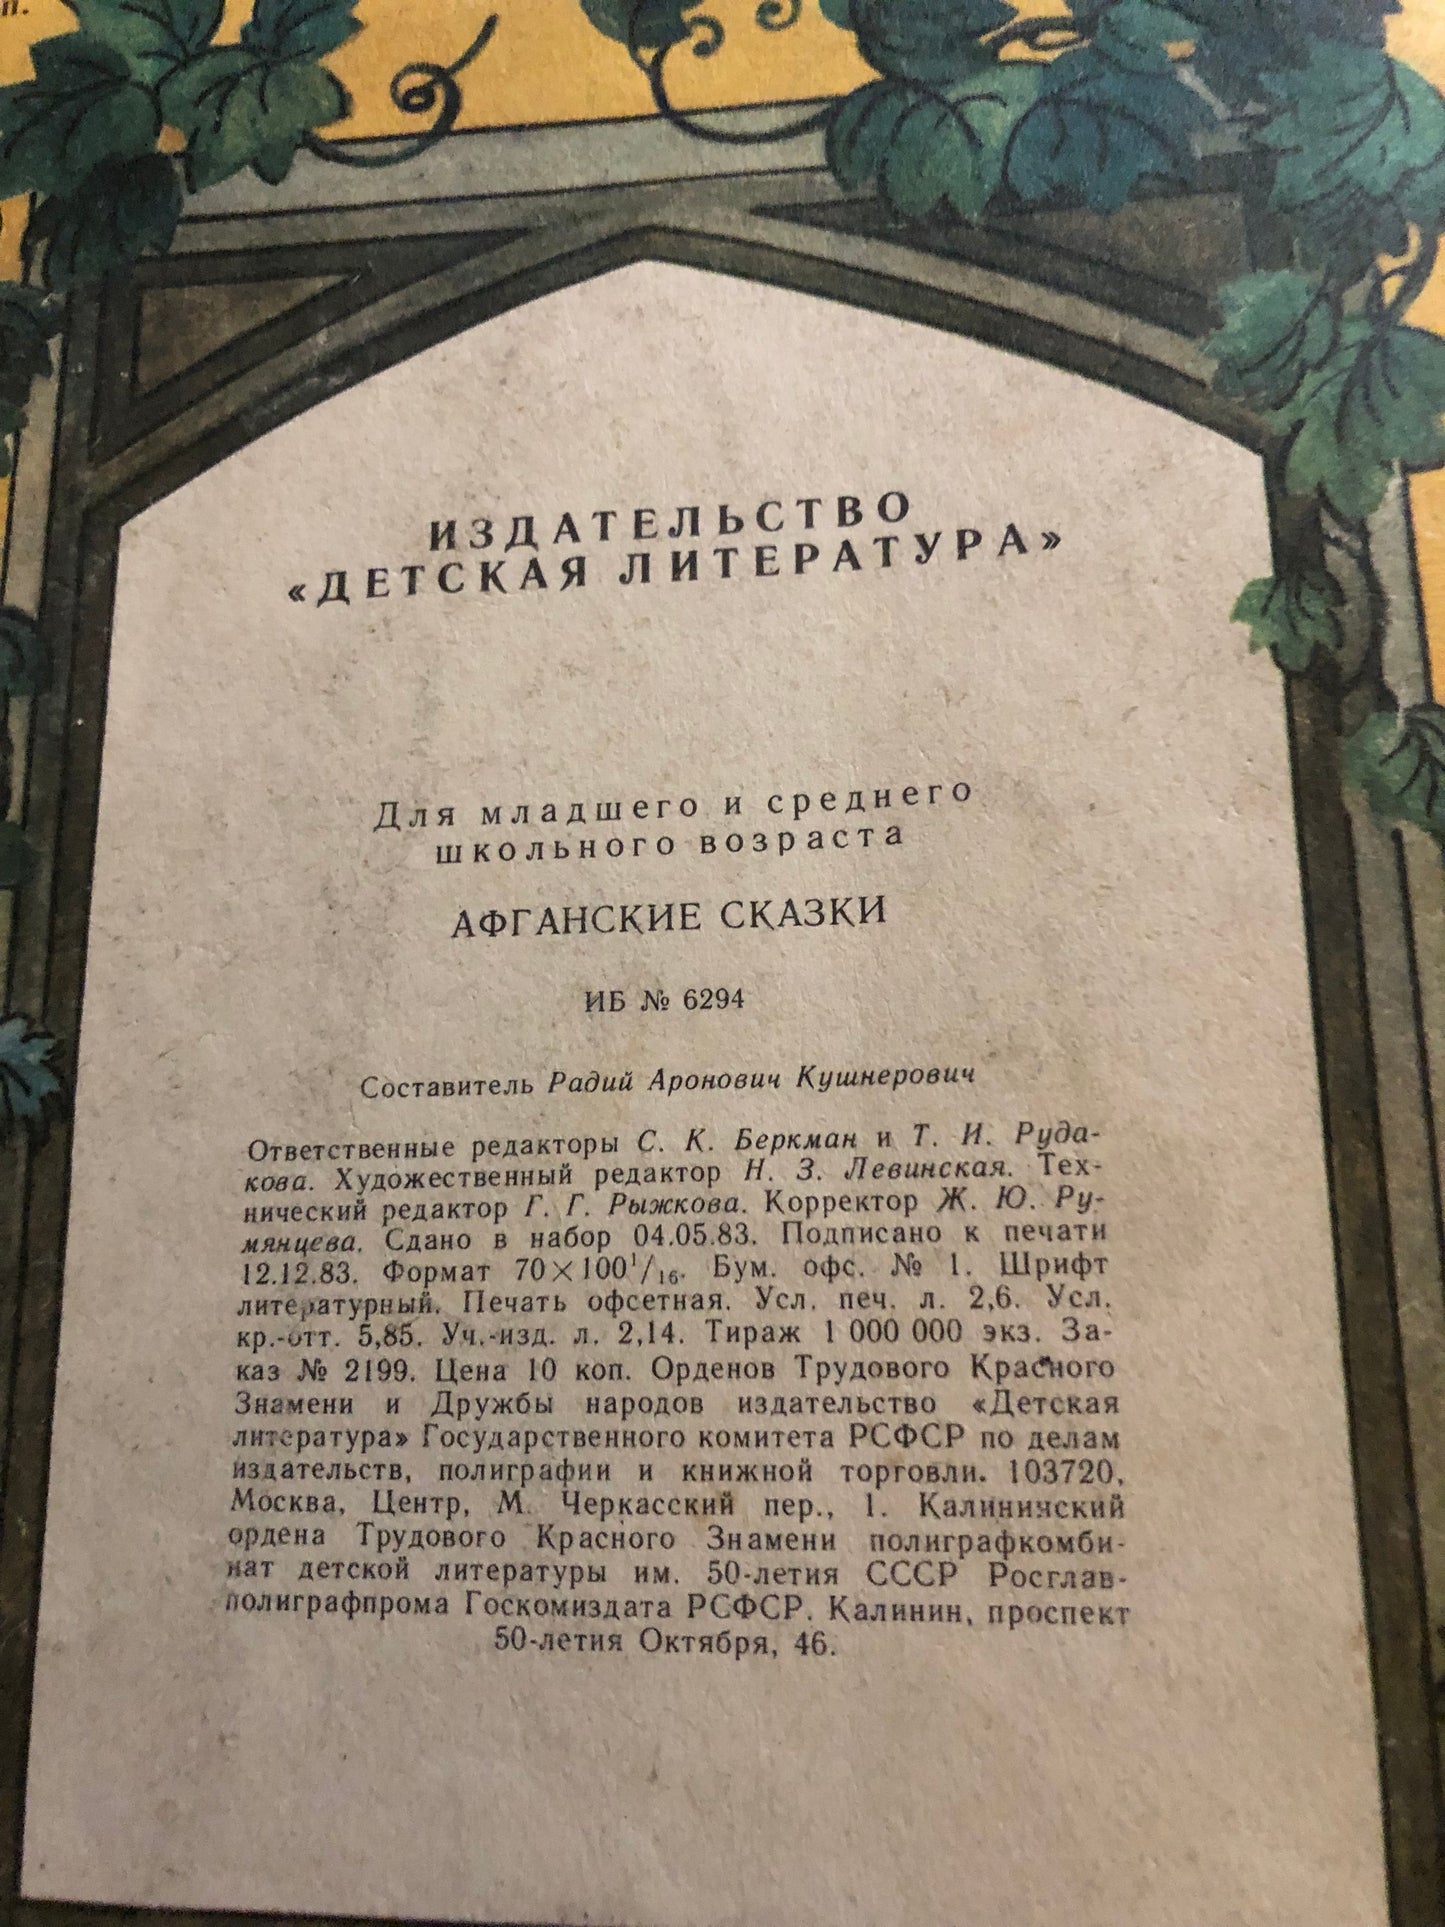 п.
ИЗДАТЕЛЬСТВО
«ДЕТСКАЯ ЛИТЕРАТУРА»
Для младшего и среднего
школьного возраста
АФГАНСКИЕ СКАЗКИ
ИБ № 6294
Составитель Радий Аронович Кушнерович
Ответственные редакторы С. К. Беркман и Т. И. Руда-
кова. Художественный редактор Н. З. Левинская. Тех-
нический редактор Г. Г. Рыжкова. Корректор Ж. Ю. Ру-
мянцева. Сдано в набор 04.05.83. Подписано к печати
12.12.83. Формат 70×100¹/₁₆. Бум. офс. № 1. Шрифт
литературный. Печать офсетная. Усл. печ. л. 2,6. Усл.
кр.-отт. 5,85. Уч.-изд. л. 2,14. Тираж 1 000 000 экз. За-
каз № 2199. Цена 10 коп. Орденов Трудового Красного
Знамени и Дружбы народов издательство «Детская
литература» Государственного комитета РСФСР по делам
издательств, полиграфии и книжной торговли. 103720,
Москва, Центр, М. Черкасский пер., 1. Калининский
ордена Трудового Красного Знамени полиграфкомби-
нат детской литературы им. 50-летия СССР Росглав-
полиграфпрома Госкомиздата РСФСР. Калинин, проспект
50-летия Октября, 46.